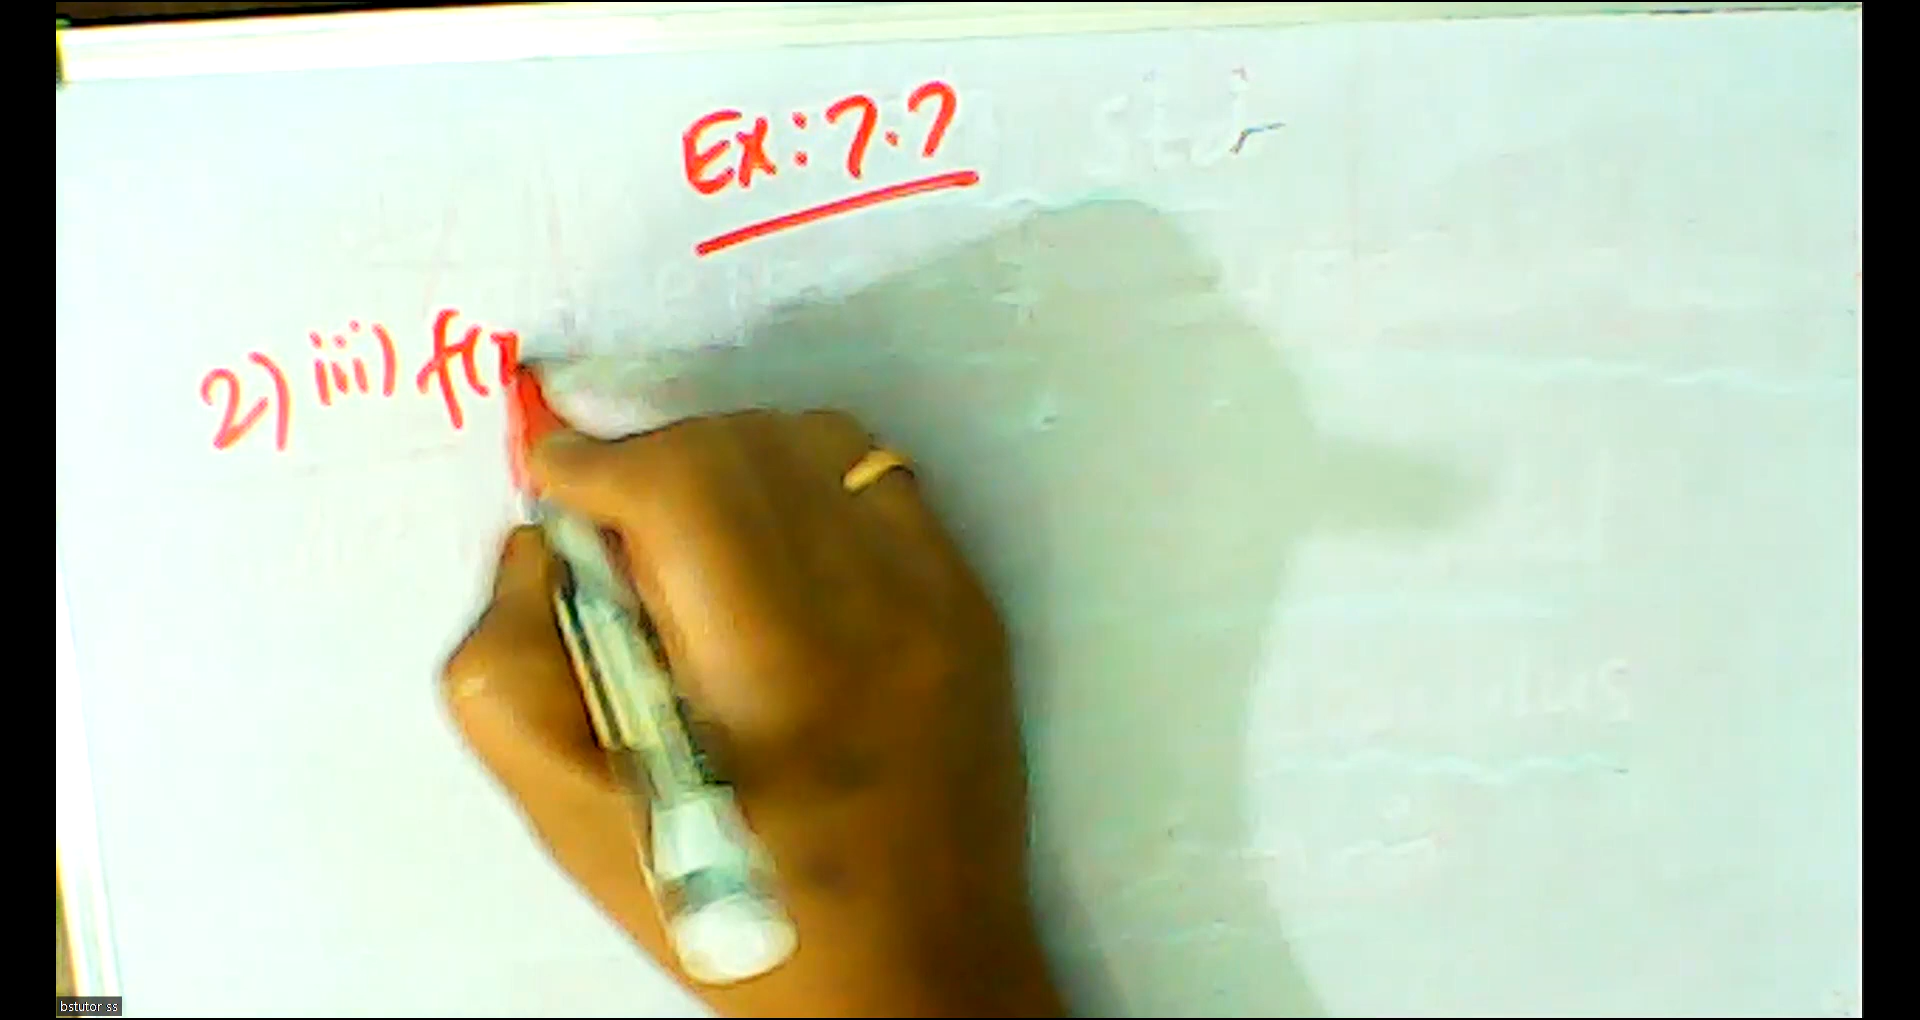 Ex: 7.7
2) iii) f(x
bstutor ss